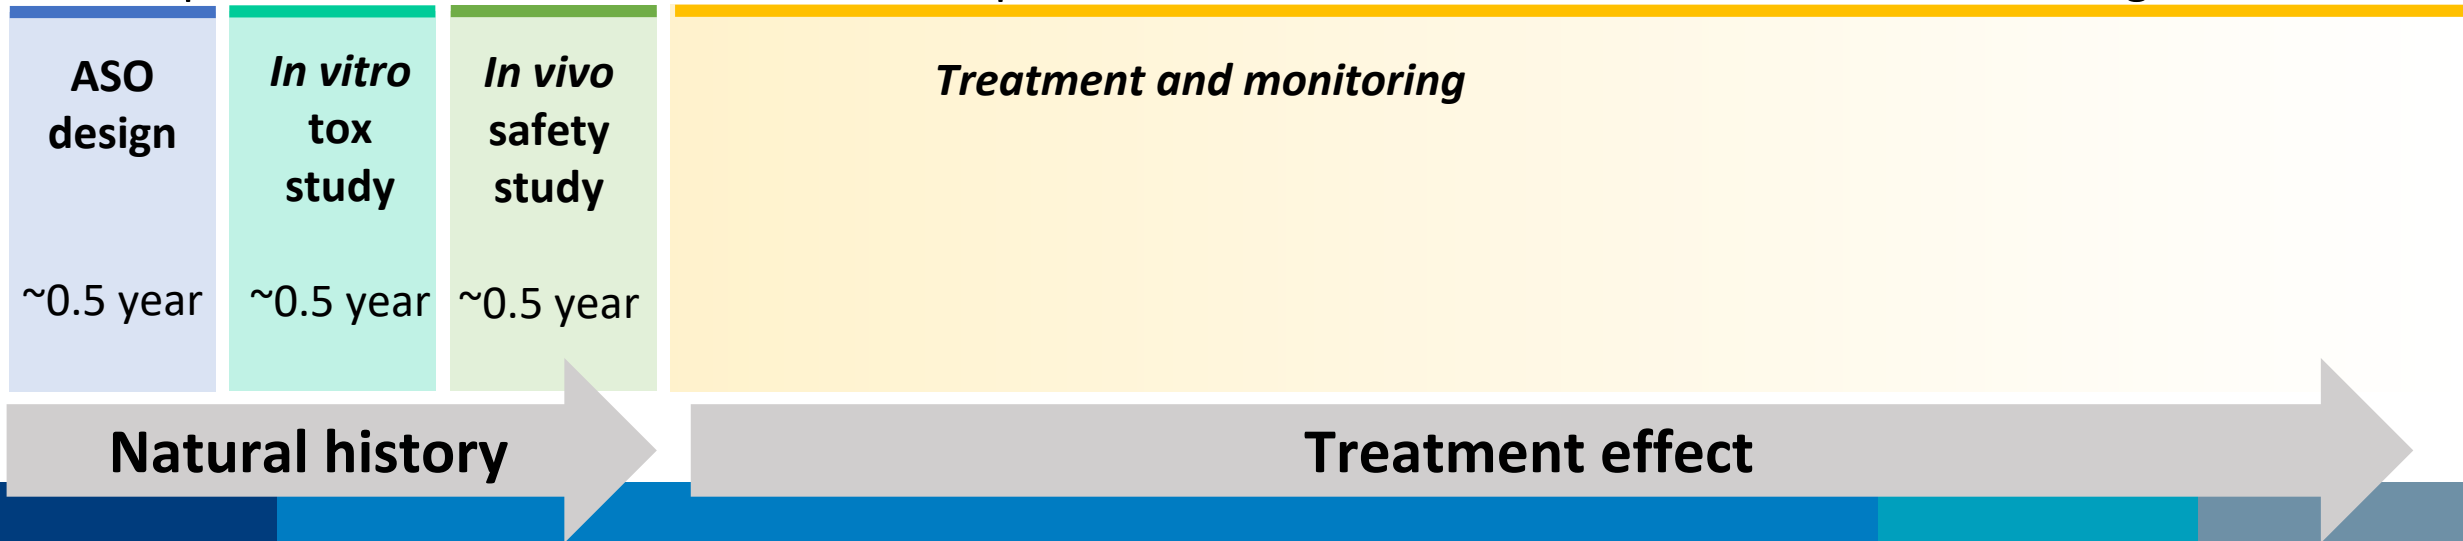 ASO
design
~0.5 year
In vitro
tox
study
~0.5 year
In vivo
safety
study
~0.5 year
Treatment and monitoring
Natural history
Treatment effect